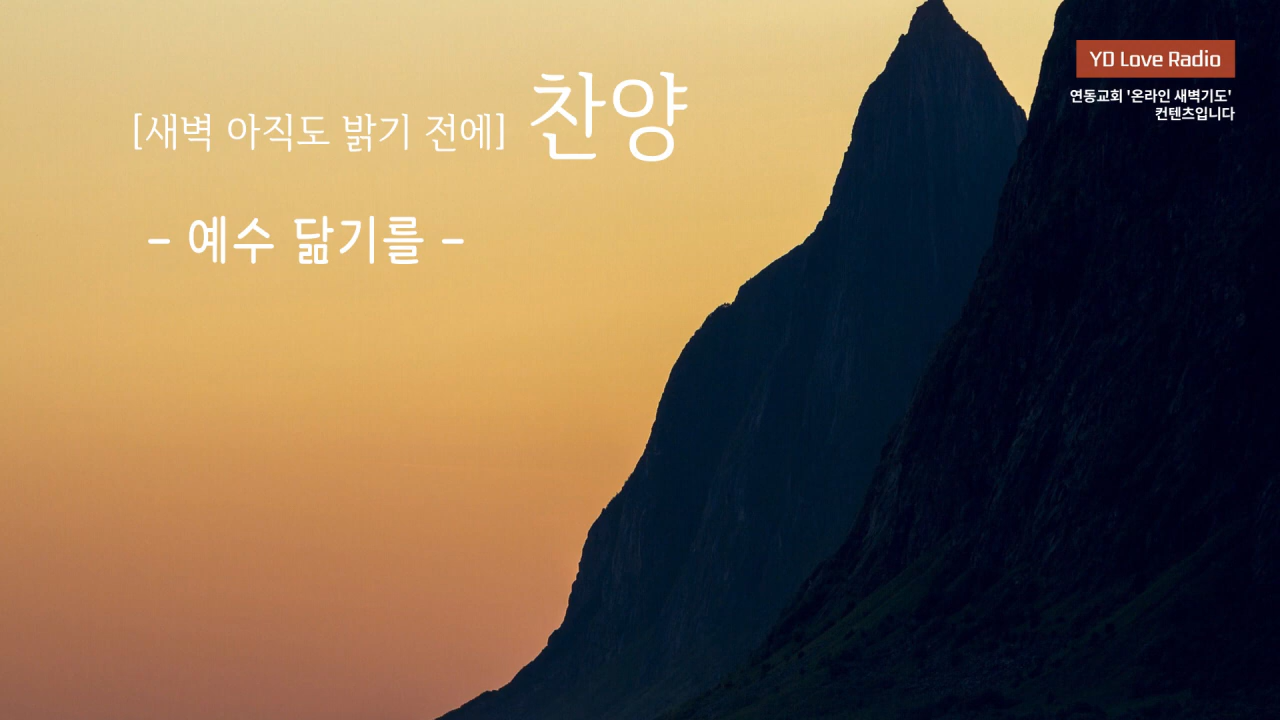 [새벽 아직도 밝기 전에] 찬양
- 예수 닮기를 -
YD Love Radio
연동교회 '온라인 새벽기도'
컨텐츠입니다